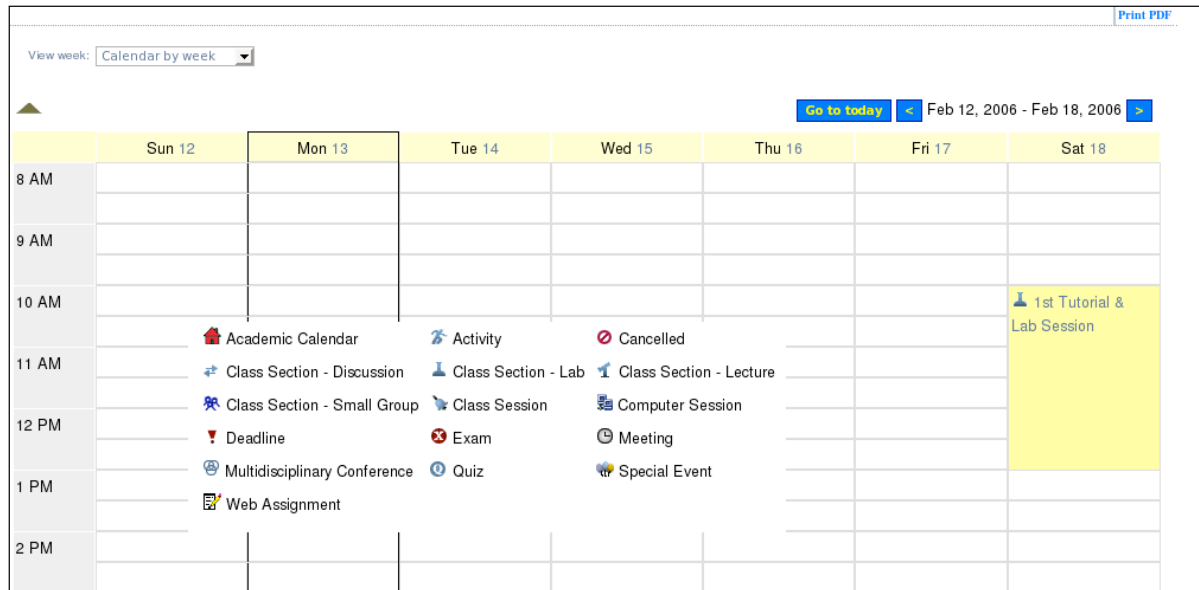 Print PDF
View week: Calendar by week
Go to today < Feb 12, 2006 - Feb 18, 2006 >
Sun 12 Mon 13 Tue 14 Wed 15 Thu 16 Fri 17 Sat 18
8 AM
9 AM
10 AM
1st Tutorial &
Lab Session
Academic Calendar Activity Cancelled
11 AM
Class Section - Discussion Class Section - Lab Class Section - Lecture
Class Section - Small Group Class Session Computer Session
12 PM
Deadline Exam Meeting
Multidisciplinary Conference Quiz Special Event
1 PM
Web Assignment
2 PM